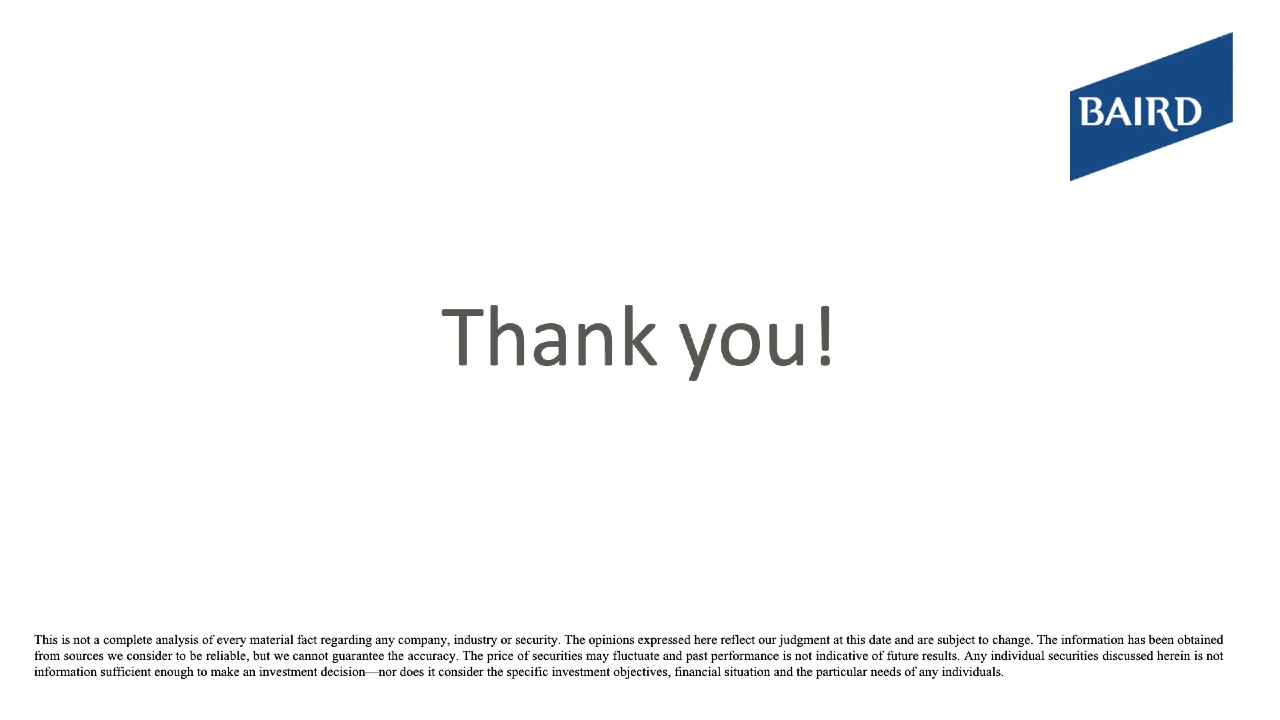 BAIRD
Thank you!
This is not a complete analysis of every material fact regarding any company, industry or security. The opinions expressed here reflect our judgment at this date and are subject to change. The information has been obtained
from sources we consider to be reliable, but we cannot guarantee the accuracy. The price of securities may fluctuate and past performance is not indicative of future results. Any individual securities discussed herein is not
information sufficient enough to make an investment decision—nor does it consider the specific investment objectives, financial situation and the particular needs of any individuals.